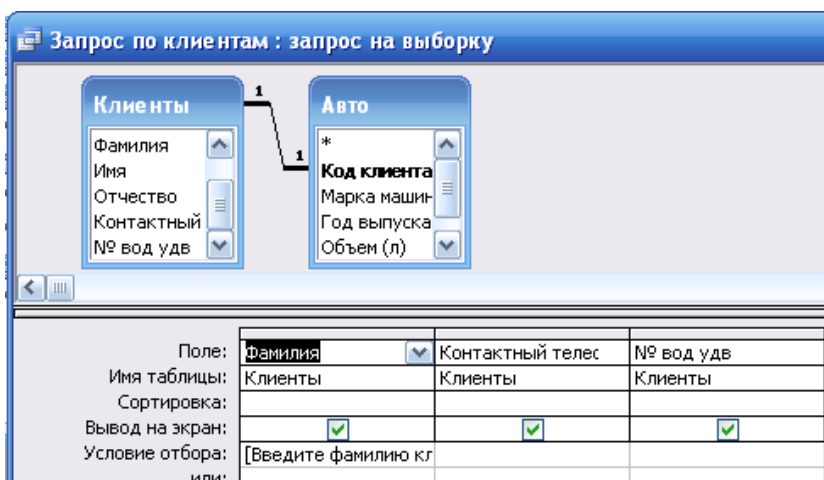 Запрос по клиентам : запрос на выборку
Клиенты
Фамилия
Имя
Отчество
Контактный
№ вод удв
1
1
Авто
*
Код клиента
Марка машин
Год выпуска
Объем (л)
Поле: Фамилия Контактный телес № вод удв
Имя таблицы: Клиенты Клиенты Клиенты
Сортировка:
Вывод на экран:
Условие отбора: [Введите фамилию кл
или: